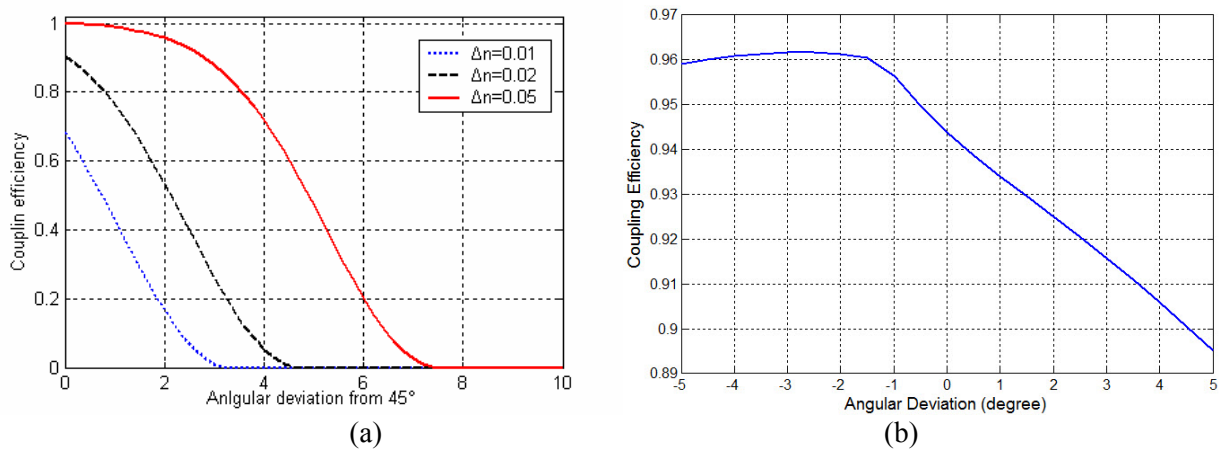 1
0.8
0.6
0.4
0.2
0
Couplin efficiency
Δn=0.01
Δn=0.02
Δn=0.05
0 2 4 6 8 10
Anlgular deviation from 45°
(a)
0.97
0.96
0.95
0.94
0.93
0.92
0.91
0.9
0.89
Coupling Efficiency
-5 -4 -3 -2 -1 0 1 2 3 4 5
Angular Deviation (degree)
(b)